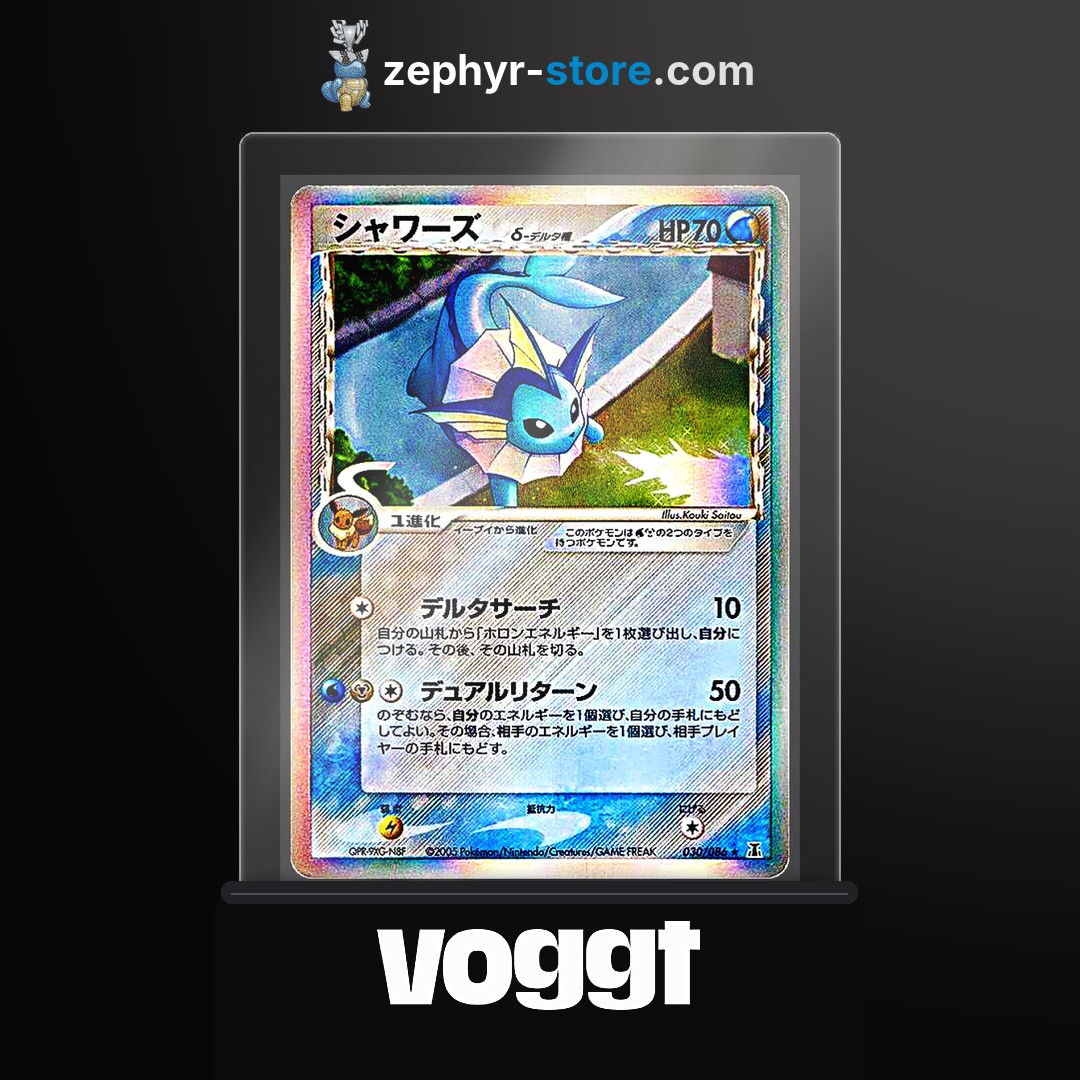 zephyr-store.com
シャワーズ δ-デルタ種 HP70
Illus.Kouki Saitou
1進化
イーブイから進化
このポケモンは の2つのタイプを
持つポケモンです。
デルタサーチ 10
自分の山札から「ホロンエネルギー」を1枚選び出し、自分に
つける。その後、その山札を切る。
デュアルリターン 50
のぞむなら、自分のエネルギーを1個選び、自分の手札にもど
してよい。その場合、相手のエネルギーを1個選び、相手プレイ
ヤーの手札にもどす。
弱点 抵抗力 にげる
QPR-9XG-N8F ©2005 Pokémon/Nintendo/Creatures/GAME FREAK 030/086 ★
voggt